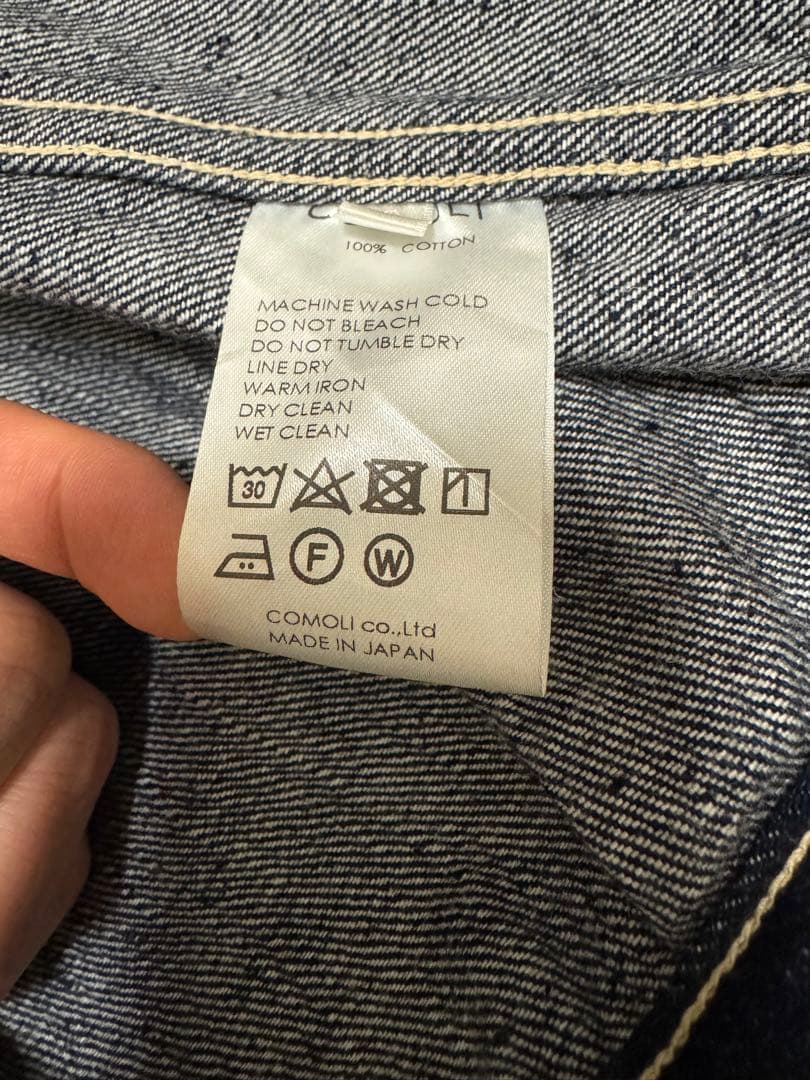 100% COTTON
MACHINE WASH COLD
DO NOT BLEACH
DO NOT TUMBLE DRY
LINE DRY
WARM IRON
DRY CLEAN
WET CLEAN
30
F W
COMOLI co.,Ltd
MADE IN JAPAN